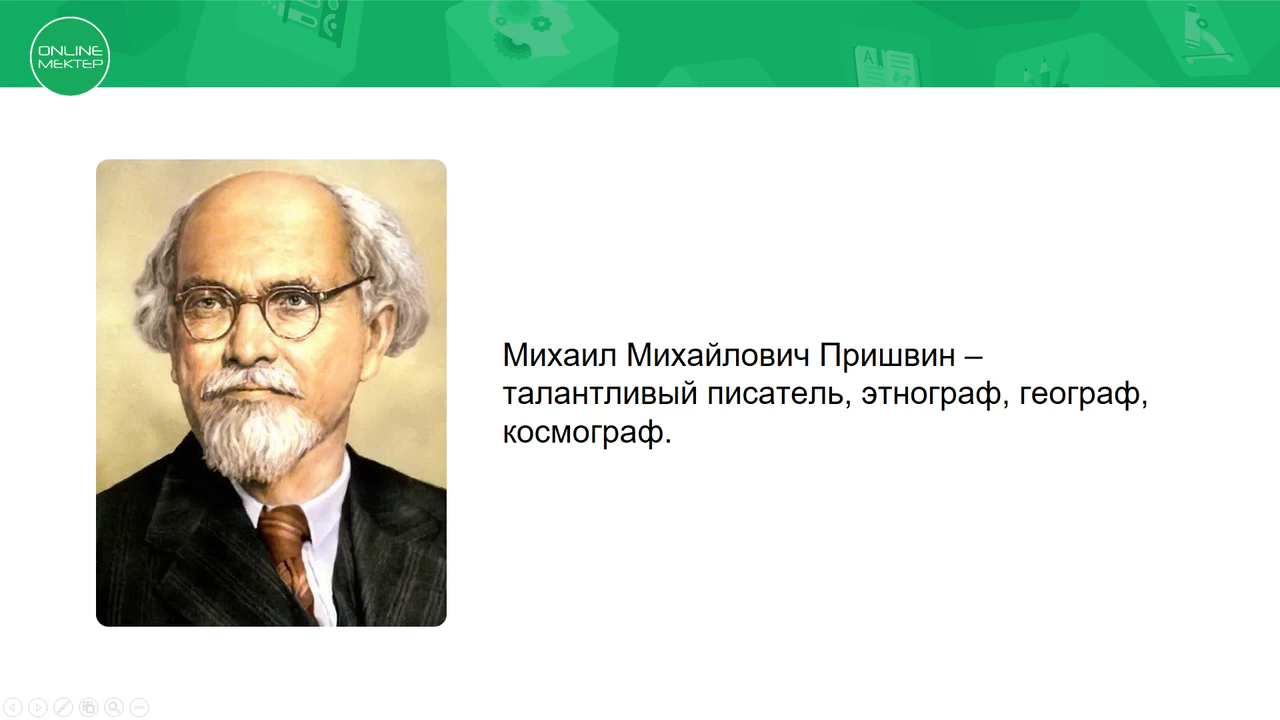 ONLINE
МЕКТЕР
Михаил Михайлович Пришвин –
талантливый писатель, этнограф, географ,
космограф.